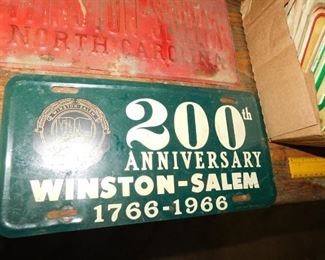 NORTH CAROLINA
200th
ANNIVERSARY
WINSTON-SALEM
1766-1966